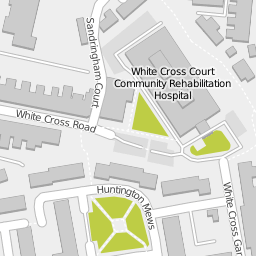 Sandringham Court
White Cross Court
Community Rehabilitation
Hospital
White Cross Road
Huntington
Mews
White Cross Gar